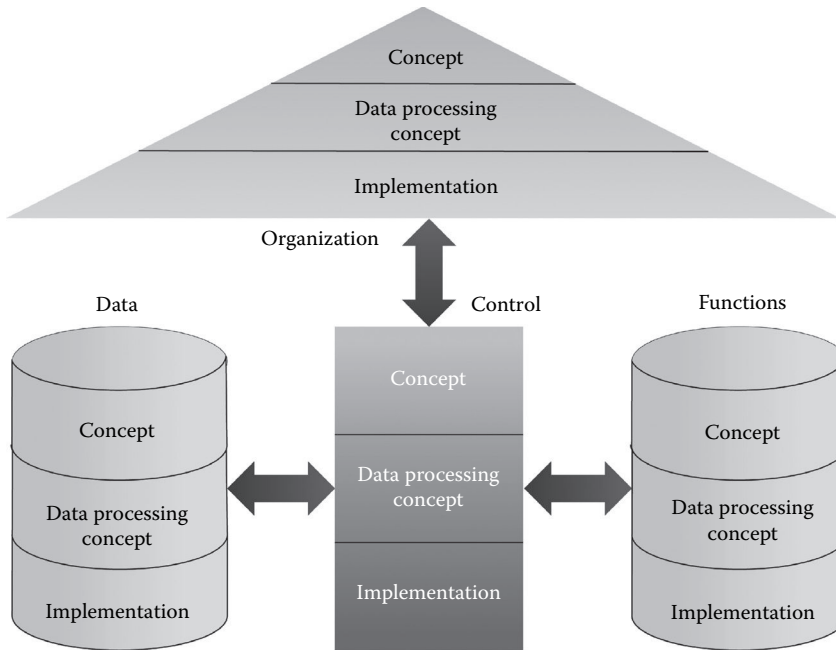 Concept
Data processing
concept
Implementation
Organization
Data
Control
Functions
Concept
Data processing
concept
Implementation
Concept
Data processing
concept
Implementation
Concept
Data processing
concept
Implementation